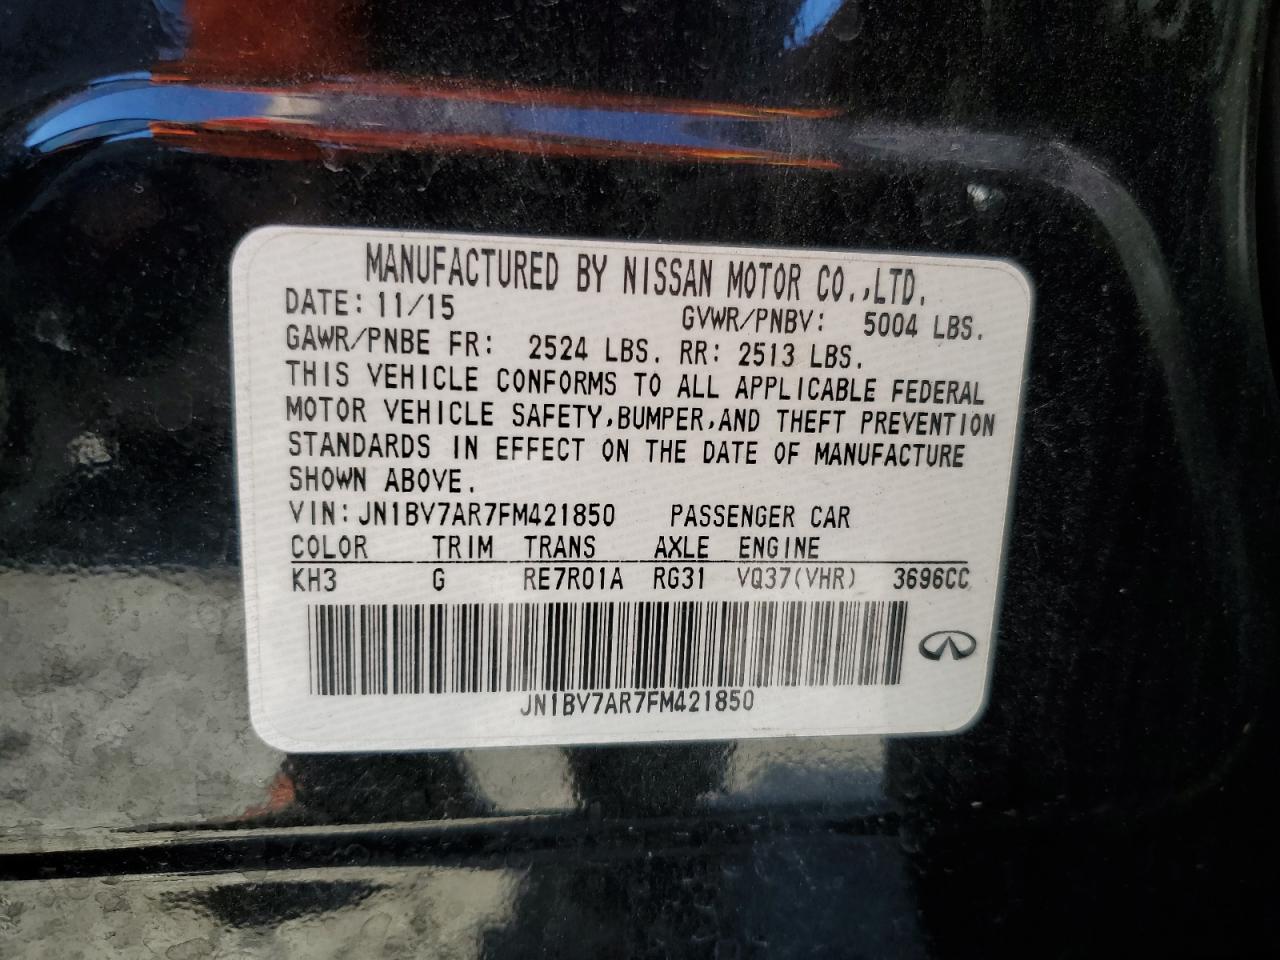 MANUFACTURED BY NISSAN MOTOR CO.,LTD.
DATE: 11/15 GVWR/PNBV: 5004 LBS.
GAWR/PNBE FR: 2524 LBS. RR: 2513 LBS.
THIS VEHICLE CONFORMS TO ALL APPLICABLE FEDERAL
MOTOR VEHICLE SAFETY,BUMPER,AND THEFT PREVENTION
STANDARDS IN EFFECT ON THE DATE OF MANUFACTURE
SHOWN ABOVE.
VIN: JN1BV7AR7FM421850 PASSENGER CAR
COLOR TRIM TRANS AXLE ENGINE
KH3 G RE7R01A RG31 VQ37(VHR) 3696CC
JN1BV7AR7FM421850